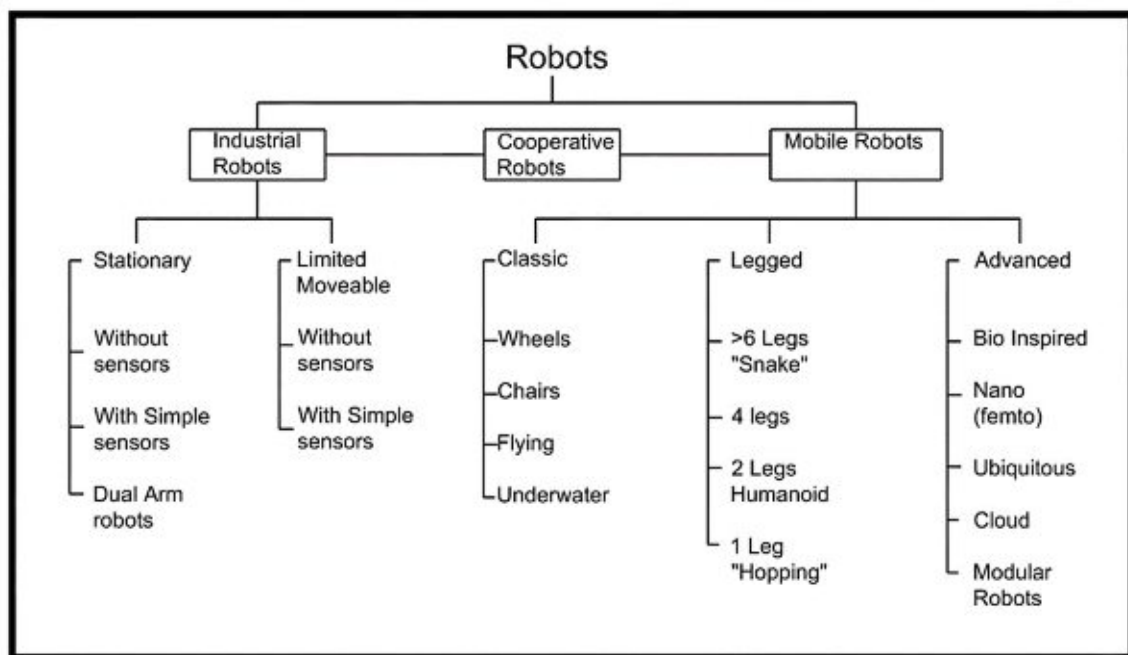 Robots
Industrial
Robots
Cooperative
Robots
Mobile Robots
Stationary
Without
sensors
With Simple
sensors
Dual Arm
robots
Limited
Moveable
Without
sensors
With Simple
sensors
Classic
Wheels
Chairs
Flying
Underwater
Legged
>6 Legs
"Snake"
4 legs
2 Legs
Humanoid
1 Leg
"Hopping"
Advanced
Bio Inspired
Nano
(femto)
Ubiquitous
Cloud
Modular
Robots